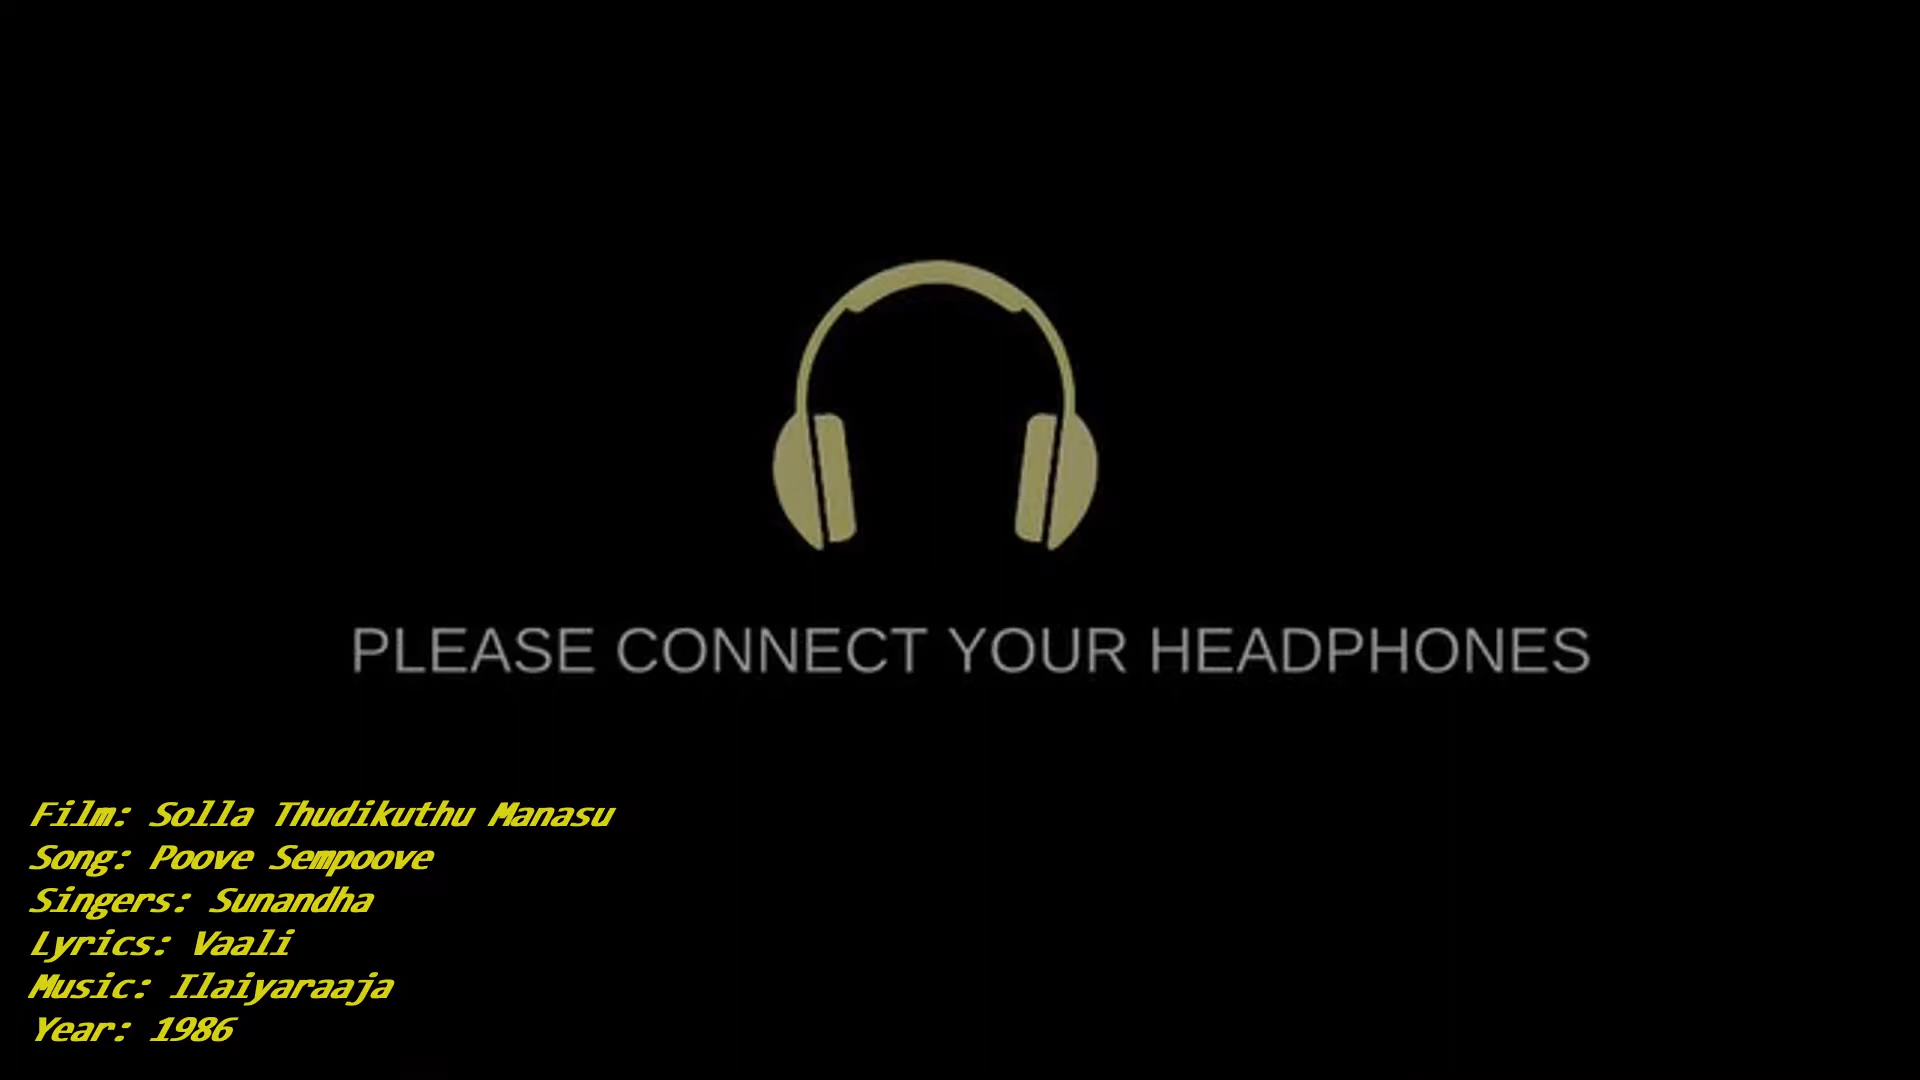 PLEASE CONNECT YOUR HEADPHONES
Film: Solla Thudikuthu Manasu
Song: Poove Sempoove
Singers: Sunandha
Lyrics: Vaali
Music: Ilaiyaraaja
Year: 1986